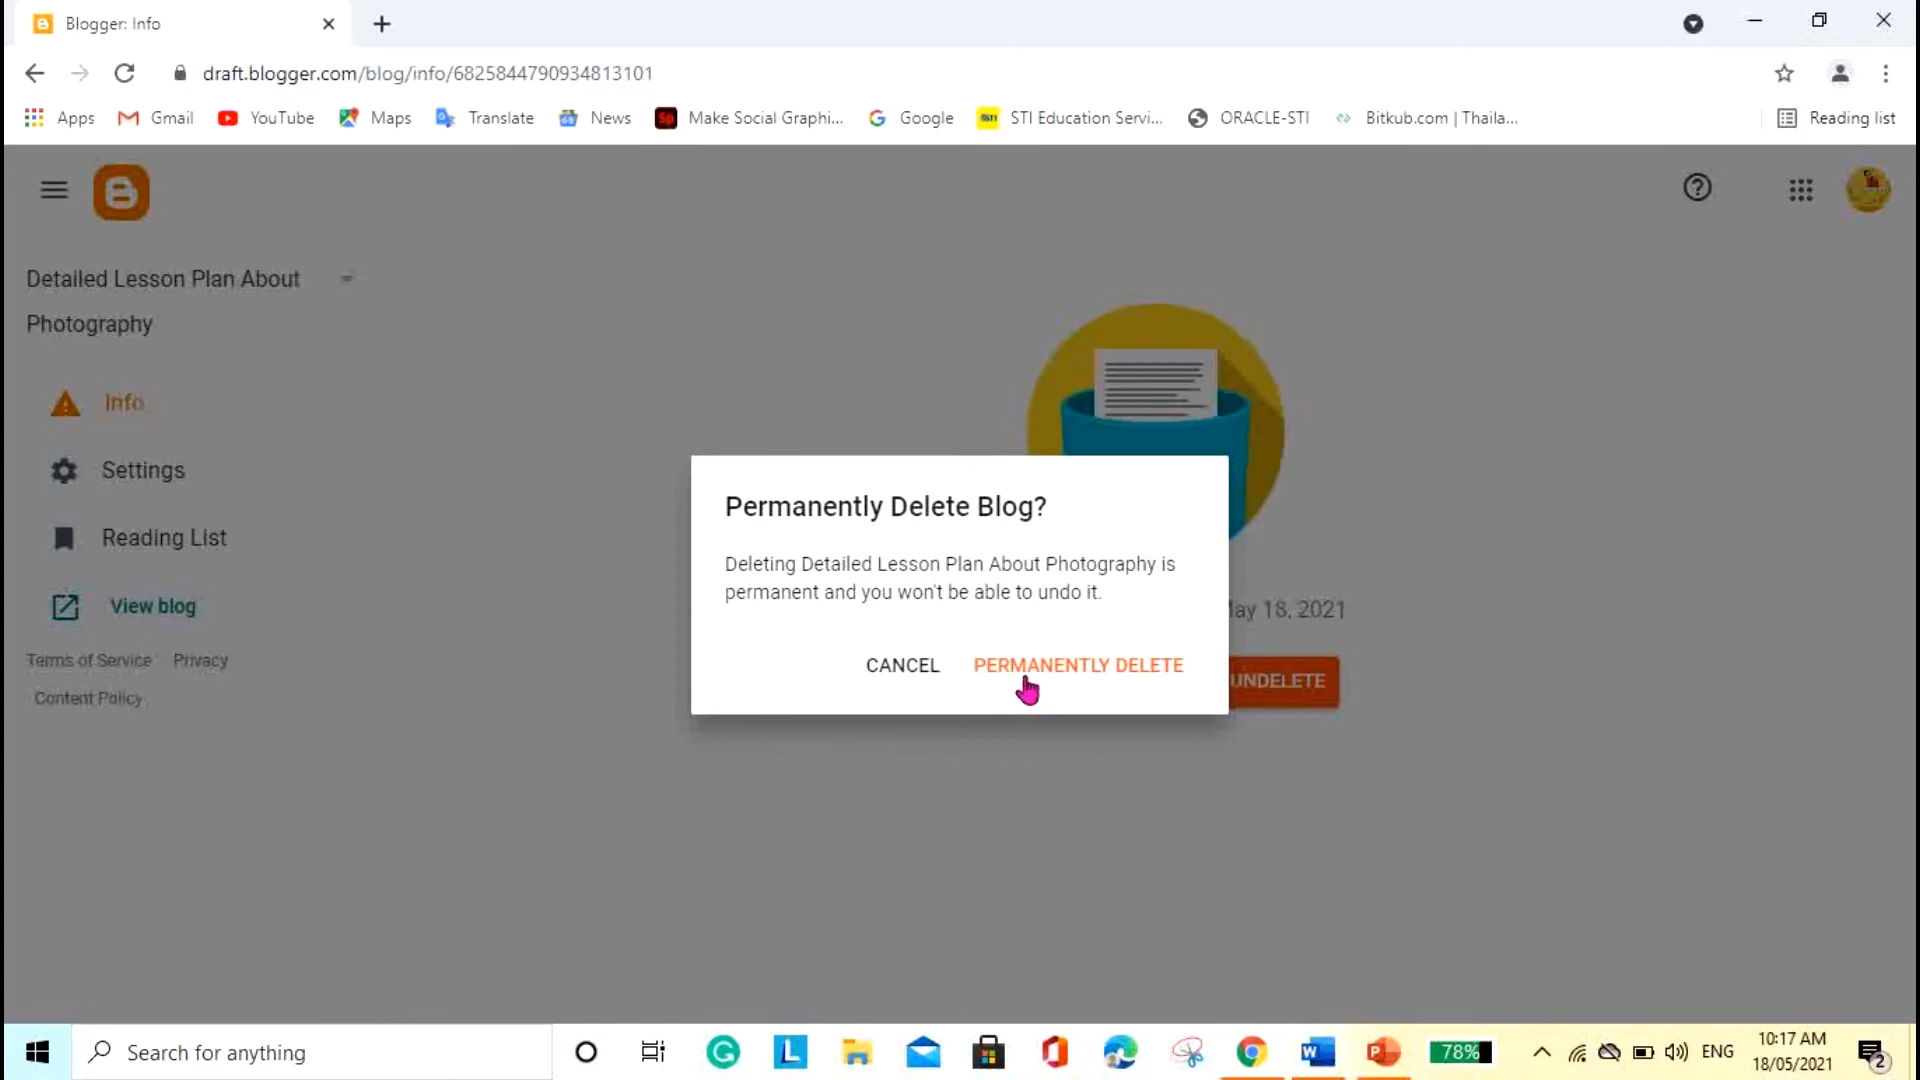 Blogger: Info
draft.blogger.com/blog/info/6825844790934813101
Apps Gmail YouTube Maps Translate News Make Social Graphi... Google STI Education Servi... ORACLE-STI Bitkub.com | Thaila... Reading list
Detailed Lesson Plan About
Photography
Info
Settings
Reading List
View blog
Terms of Service Privacy
Content Policy
Permanently Delete Blog?
Deleting Detailed Lesson Plan About Photography is
permanent and you won't be able to undo it.
CANCEL PERMANENTLY DELETE
May 18, 2021
UNDELETE
Search for anything
78%
ENG
10:17 AM
18/05/2021
2